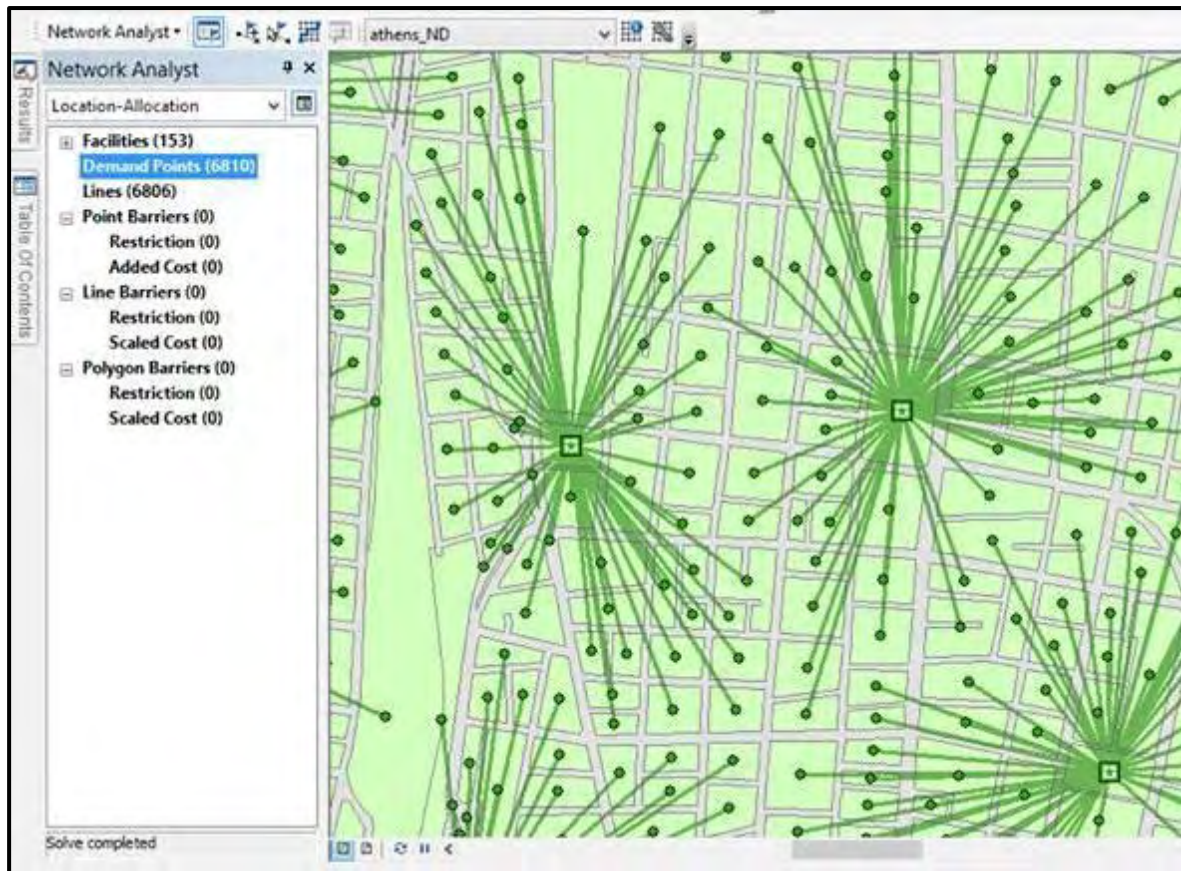 Network Analyst
athens_ND
Results
Table Of Contents
Network Analyst
Location-Allocation
Facilities (153)
Demand Points (6810)
Lines (6806)
Point Barriers (0)
Restriction (0)
Added Cost (0)
Line Barriers (0)
Restriction (0)
Scaled Cost (0)
Polygon Barriers (0)
Restriction (0)
Scaled Cost (0)
Solve completed